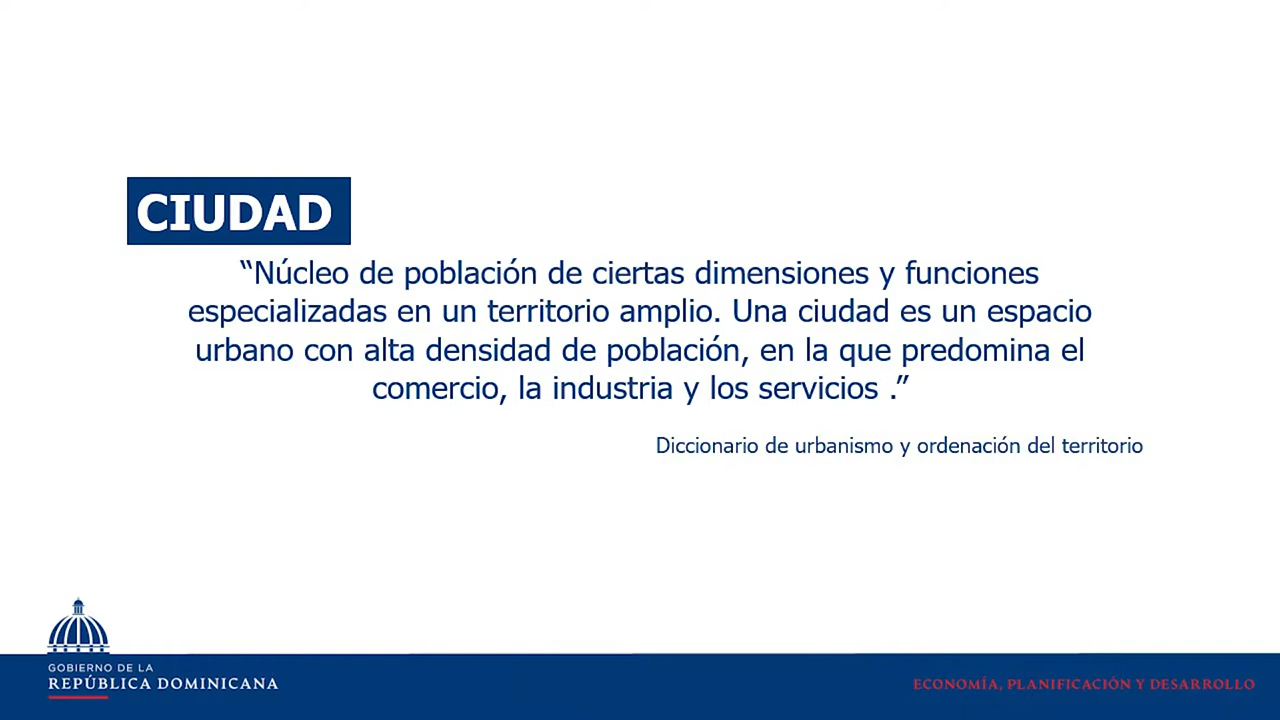 CIUDAD
“Núcleo de población de ciertas dimensiones y funciones
especializadas en un territorio amplio. Una ciudad es un espacio
urbano con alta densidad de población, en la que predomina el
comercio, la industria y los servicios .”
Diccionario de urbanismo y ordenación del territorio
GOBIERNO DE LA
REPÚBLICA DOMINICANA
ECONOMÍA, PLANIFICACIÓN Y DESARROLLO